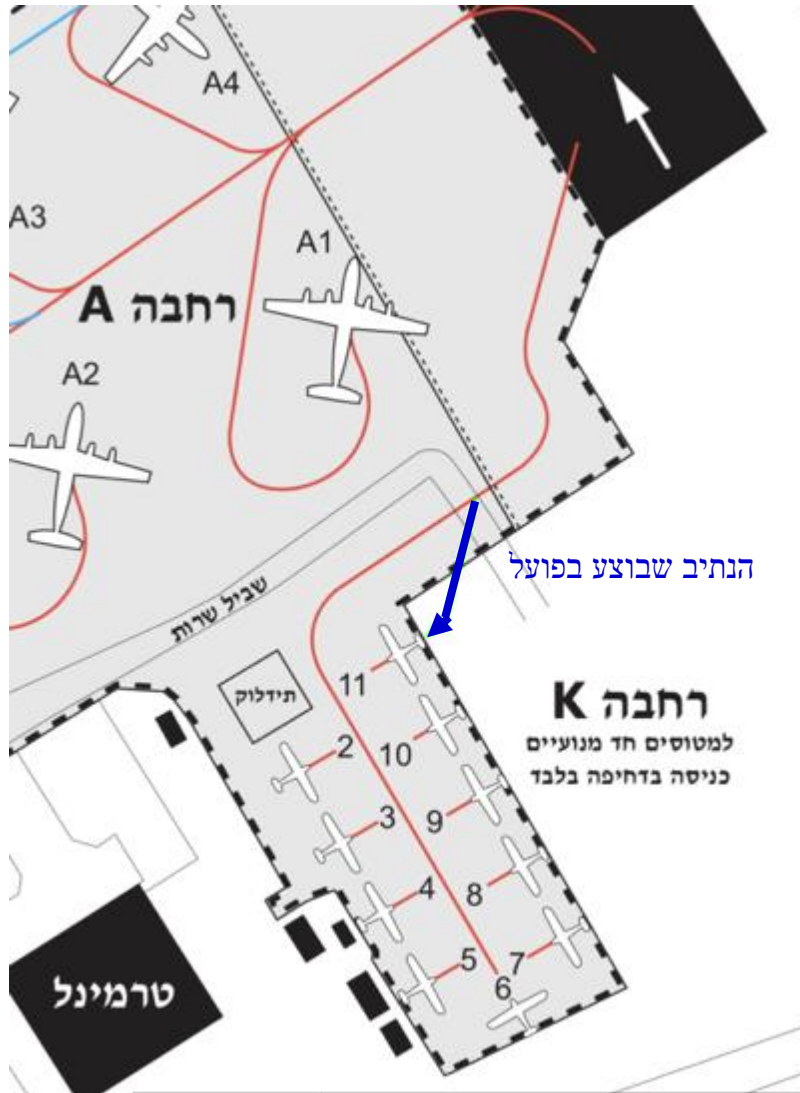 A4
A3
A1
רחבה A
A2
הנתיב שבוצע בפועל
שביל שרות
תידלוק
11
רחבה K
למטוסים חד מנועיים
כניסה בדחיפה בלבד
2
10
3
9
4
8
5
7
6
טרמינל